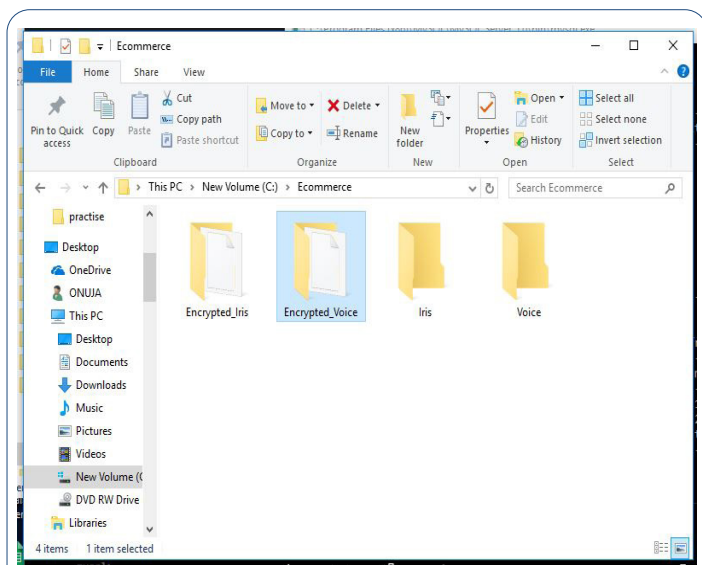 Ecommerce
File Home Share View
Pin to Quick access
Copy
Paste
Cut
Copy path
Paste shortcut
Clipboard
Move to
Copy to
Delete
Rename
Organize
New folder
New
Properties
Open
Edit
History
Open
Select all
Select none
Invert selection
Select
This PC > New Volume (C:) > Ecommerce
Search Ecommerce
practise
Desktop
OneDrive
ONUJA
This PC
Desktop
Documents
Downloads
Music
Pictures
Videos
New Volume (C
DVD RW Drive
Libraries
Encrypted_Iris
Encrypted_Voice
Iris
Voice
4 items 1 item selected